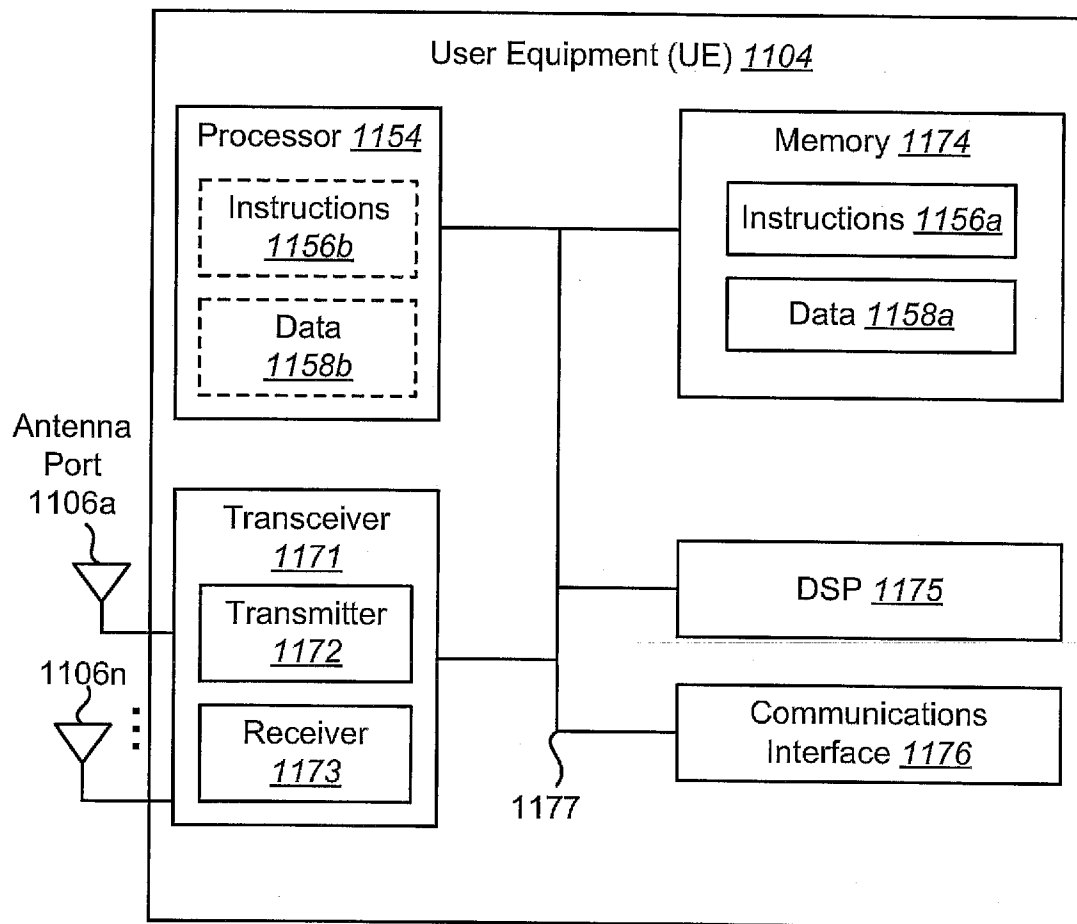 User Equipment (UE) 1104
Processor 1154
Instructions
1156b
Data
1158b
Memory 1174
Instructions 1156a
Data 1158a
Antenna
Port
1106a
1106n
Transceiver
1171
Transmitter
1172
Receiver
1173
DSP 1175
Communications
Interface 1176
1177